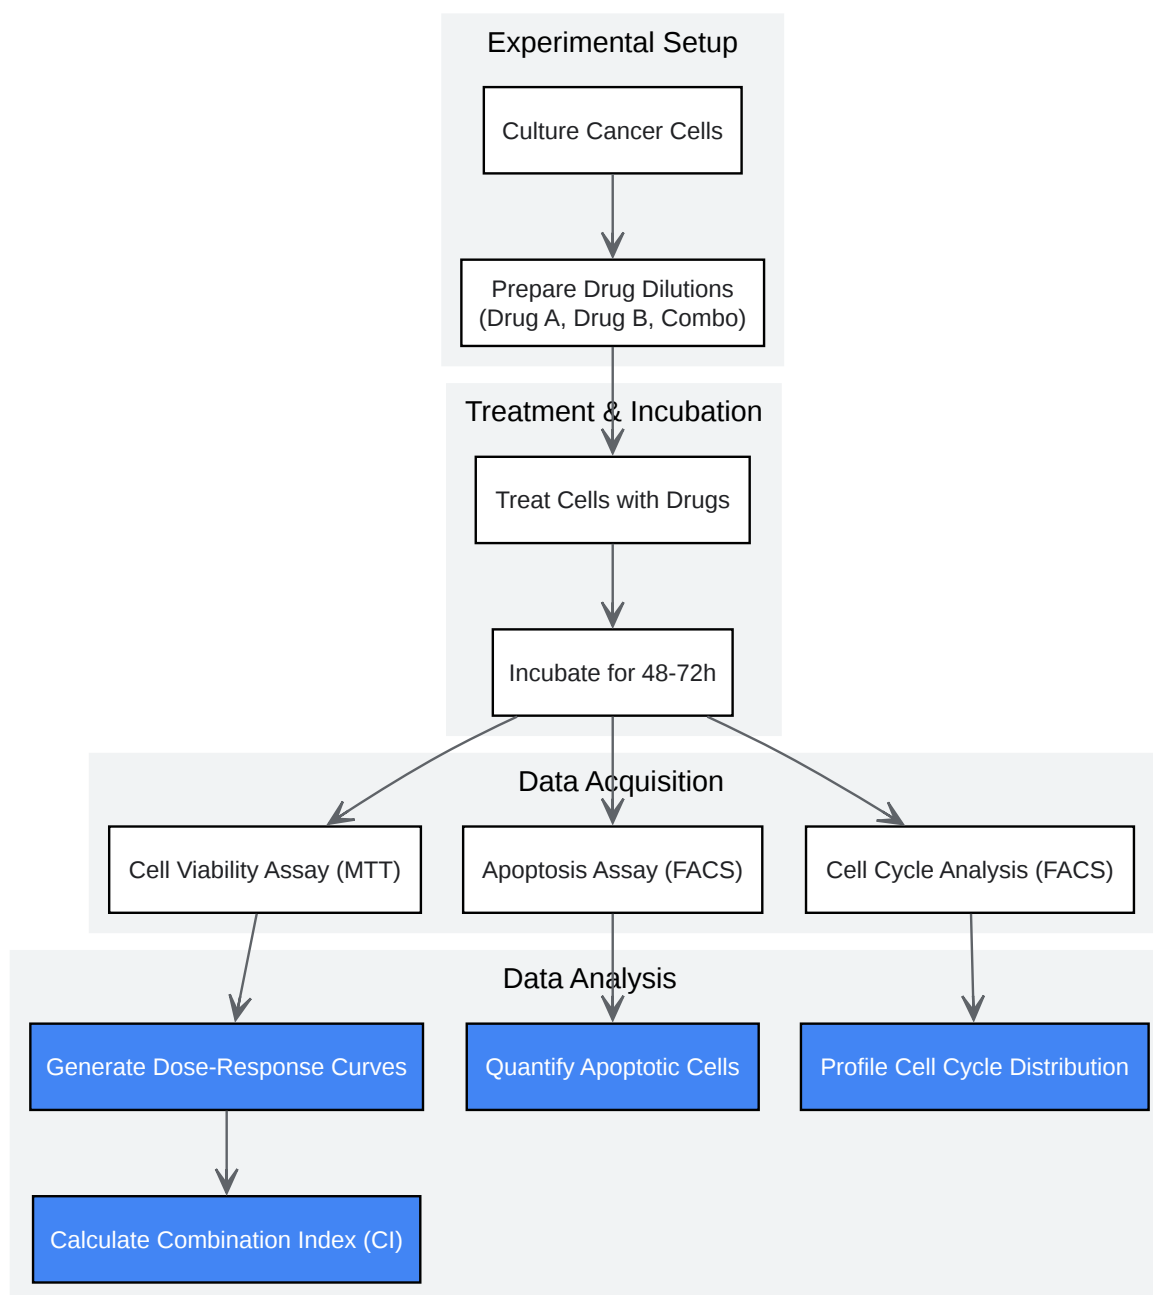 Experimental Setup
Culture Cancer Cells
Prepare Drug Dilutions
(Drug A, Drug B, Combo)
Treatment & Incubation
Treat Cells with Drugs
Incubate for 48-72h
Data Acquisition
Cell Viability Assay (MTT)
Apoptosis Assay (FACS)
Cell Cycle Analysis (FACS)
Data Analysis
Generate Dose-Response Curves
Quantify Apoptotic Cells
Profile Cell Cycle Distribution
Calculate Combination Index (CI)